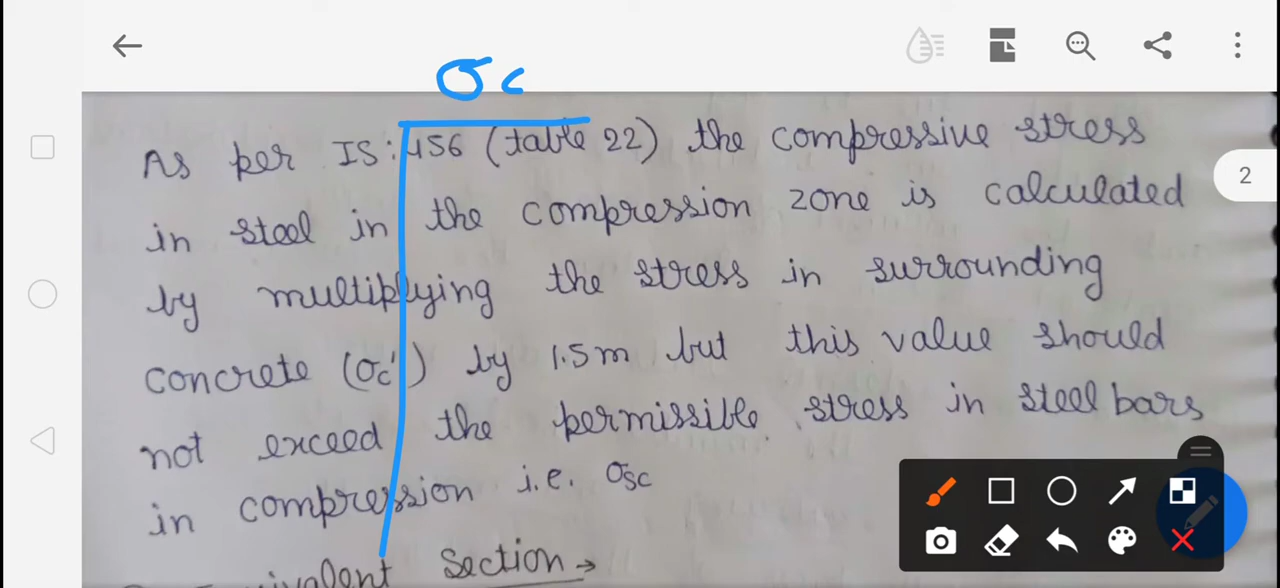 σc
2
As per IS:456 (table 22) the compressive stress
in steel in the compression zone is calculated
by multiplying the stress in surrounding
concrete (σc') by 1.5m but this value should
not exceed the permissible stress in steel bars
in compression i.e. σsc
Section →